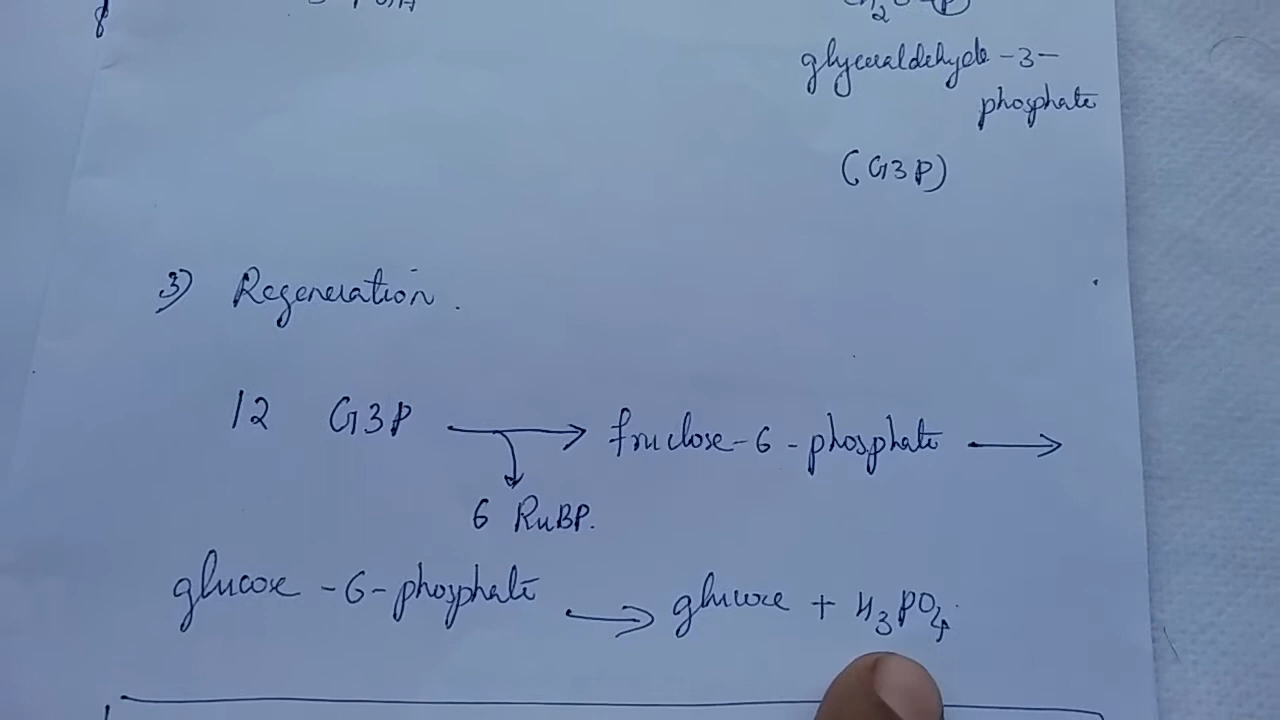 glyceraldehyde-3-
phosphate
(G3P)
3) Regeneration.
12 G3P → fructose-6-phosphate →
6 RuBP.
glucose-6-phosphate → glucose + H3PO4.